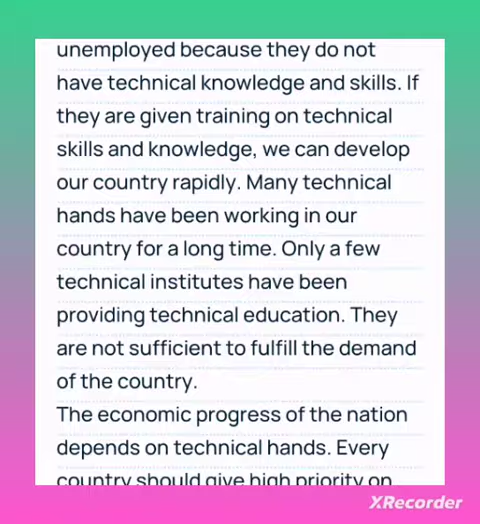 unemployed because they do not
have technical knowledge and skills. If
they are given training on technical
skills and knowledge, we can develop
our country rapidly. Many technical
hands have been working in our
country for a long time. Only a few
technical institutes have been
providing technical education. They
are not sufficient to fulfill the demand
of the country.
The economic progress of the nation
depends on technical hands. Every
country should give high priority on
XRecorder